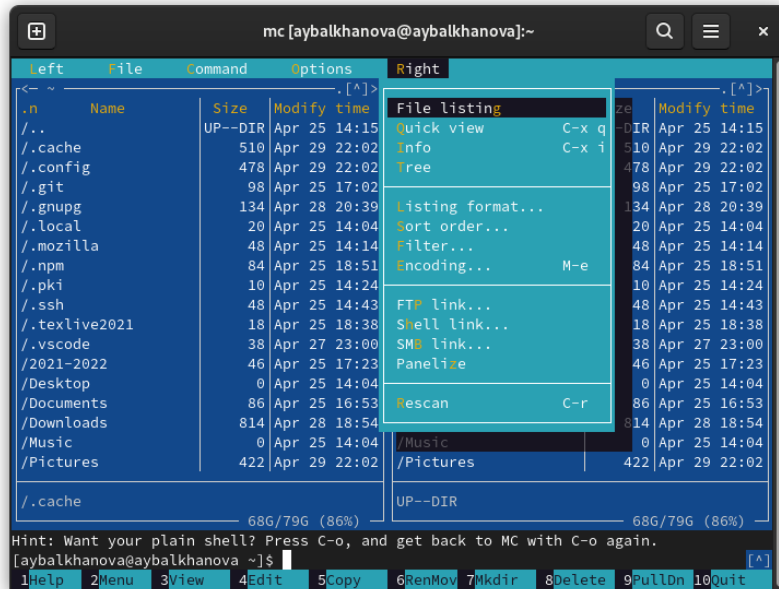 mc [aybalkhanova@aybalkhanova]:~
Left File Command Options Right
<- ~ .[^]> .[^]>
.n Name Size Modify time File listing ze Modify time
/.. UP--DIR Apr 25 14:15 Quick view C-x q -DIR Apr 25 14:15
/.cache 510 Apr 29 22:02 Info C-x i 510 Apr 29 22:02
/.config 478 Apr 29 22:02 Tree 478 Apr 29 22:02
/.git 98 Apr 25 17:02 98 Apr 25 17:02
/.gnupg 134 Apr 28 20:39 Listing format... 134 Apr 28 20:39
/.local 20 Apr 25 14:04 Sort order... 20 Apr 25 14:04
/.mozilla 48 Apr 25 14:14 Filter... 48 Apr 25 14:14
/.npm 84 Apr 25 18:51 Encoding... M-e 84 Apr 25 18:51
/.pki 10 Apr 25 14:24 10 Apr 25 14:24
/.ssh 48 Apr 25 14:43 FTP link... 48 Apr 25 14:43
/.texlive2021 18 Apr 25 18:38 Shell link... 18 Apr 25 18:38
/.vscode 38 Apr 27 23:00 SMB link... 38 Apr 27 23:00
/2021-2022 46 Apr 25 17:23 Panelize 46 Apr 25 17:23
/Desktop 0 Apr 25 14:04 0 Apr 25 14:04
/Documents 86 Apr 25 16:53 Rescan C-r 86 Apr 25 16:53
/Downloads 814 Apr 28 18:54 814 Apr 28 18:54
/Music 0 Apr 25 14:04 /Music 0 Apr 25 14:04
/Pictures 422 Apr 29 22:02 /Pictures 422 Apr 29 22:02
/.cache UP--DIR
68G/79G (86%) 68G/79G (86%)
Hint: Want your plain shell? Press C-o, and get back to MC with C-o again.
[aybalkhanova@aybalkhanova ~]$ [^]
1Help 2Menu 3View 4Edit 5Copy 6RenMov 7Mkdir 8Delete 9PullDn 10Quit